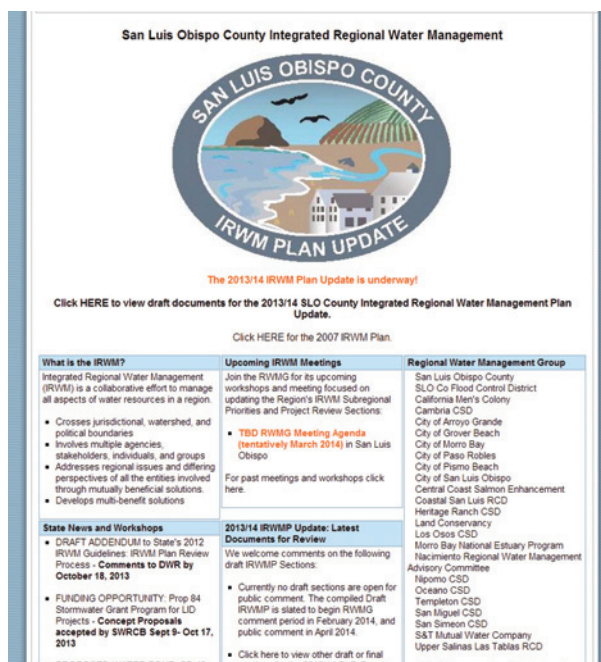 San Luis Obispo County Integrated Regional Water Management
SAN LUIS OBISPO COUNTY
IRWM PLAN UPDATE
The 2013/14 IRWM Plan Update is underway!
Click HERE to view draft documents for the 2013/14 SLO County Integrated Regional Water Management Plan
Update.
Click HERE for the 2007 IRWM Plan.
What is the IRWM?
Integrated Regional Water Management
(IRWM) is a collaborative effort to manage
all aspects of water resources in a region.
• Crosses jurisdictional, watershed, and
political boundaries
• Involves multiple agencies,
stakeholders, individuals, and groups
• Addresses regional issues and differing
perspectives of all the entities involved
through mutually beneficial solutions.
• Develops multi-benefit solutions
Upcoming IRWM Meetings
Join the RWMG for its upcoming
workshops and meeting focused on
updating the Region's IRWM Subregional
Priorities and Project Review Sections:
• TBD RWMG Meeting Agenda
(tentatively March 2014) in San Luis
Obispo
For past meetings and workshops click
here.
Regional Water Management Group
San Luis Obispo County
SLO Co Flood Control District
California Men's Colony
Cambria CSD
City of Arroyo Grande
City of Grover Beach
City of Morro Bay
City of Paso Robles
City of Pismo Beach
City of San Luis Obispo
Central Coast Salmon Enhancement
Coastal San Luis RCD
Heritage Ranch CSD
Land Conservancy
Los Osos CSD
Morro Bay National Estuary Program
Nacimiento Regional Water Management
Advisory Committee
Nipomo CSD
Oceano CSD
Templeton CSD
San Miguel CSD
San Simeon CSD
S&T Mutual Water Company
Upper Salinas Las Tablas RCD
State News and Workshops
• DRAFT ADDENDUM to State's 2012
IRWM Guidelines: IRWM Plan Review
Process - Comments to DWR by
October 18, 2013
• FUNDING OPPORTUNITY: Prop 84
Stormwater Grant Program for LID
Projects - Concept Proposals
accepted by SWRCB Sept 9- Oct 17,
2013
2013/14 IRWMP Update: Latest
Documents for Review
We welcome comments on the following
draft IRWMP Sections:
• Currently no draft sections are open for
public comment. The compiled Draft
IRWMP is slated to begin RWMG
comment period in February 2014, and
public comment in April 2014.
• Click here to view other draft or final